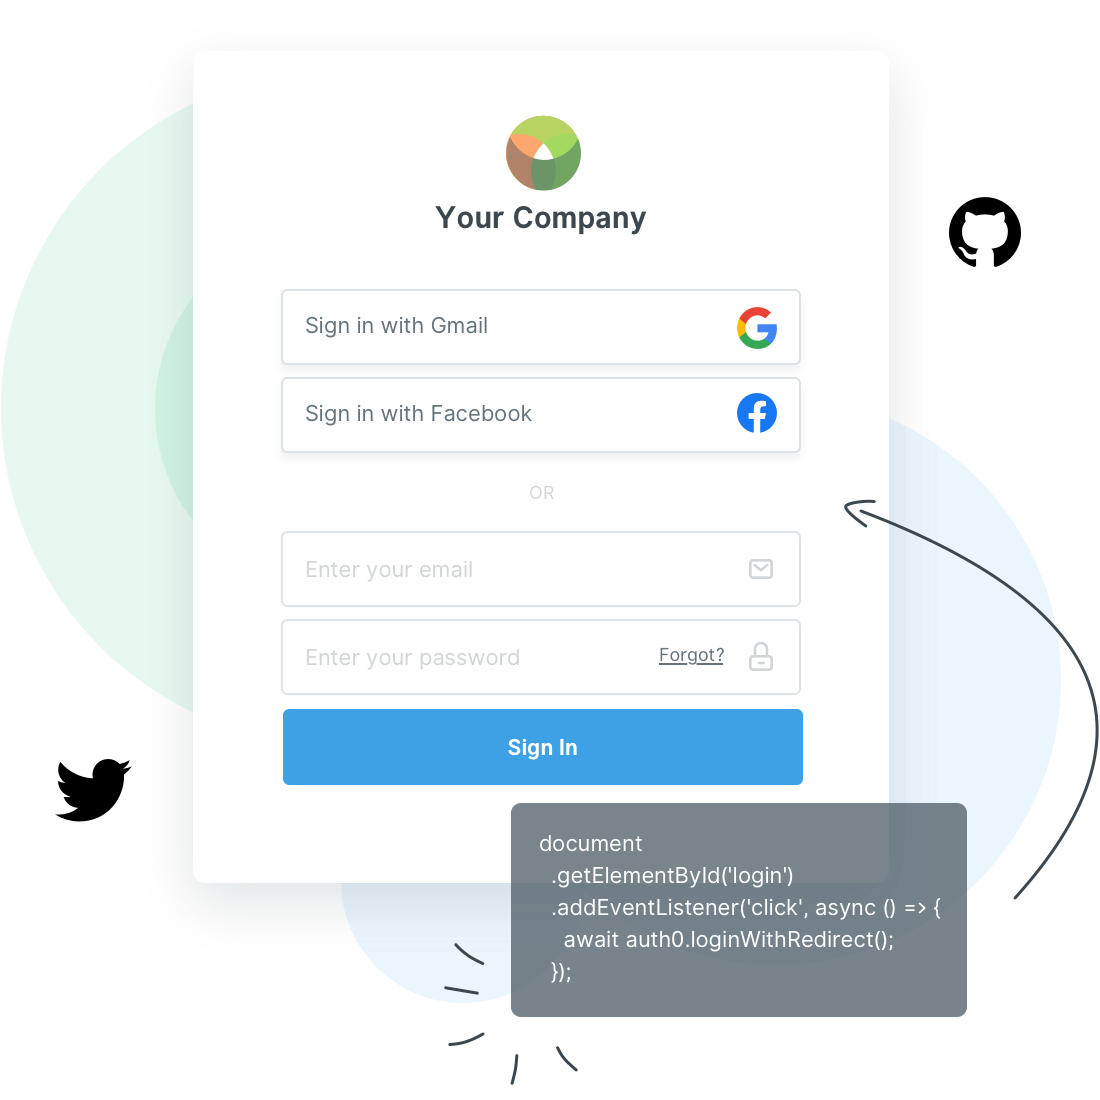 Your Company
Sign in with Gmail
Sign in with Facebook
OR
Enter your email
Enter your password Forgot?
Sign In
document
.getElementById('login')
.addEventListener('click', async () => {
await auth0.loginWithRedirect();
});